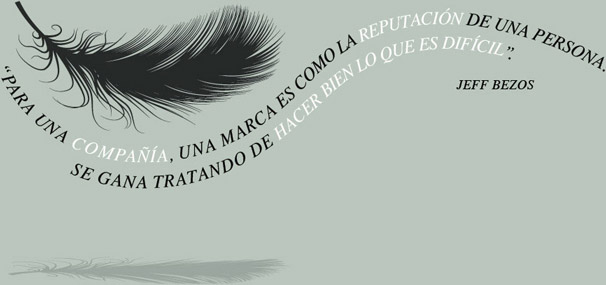 “PARA UNA COMPAÑÍA, UNA MARCA ES COMO LA REPUTACIÓN DE UNA PERSONA.
SE GANA TRATANDO DE HACER BIEN LO QUE ES DIFÍCIL”.
JEFF BEZOS